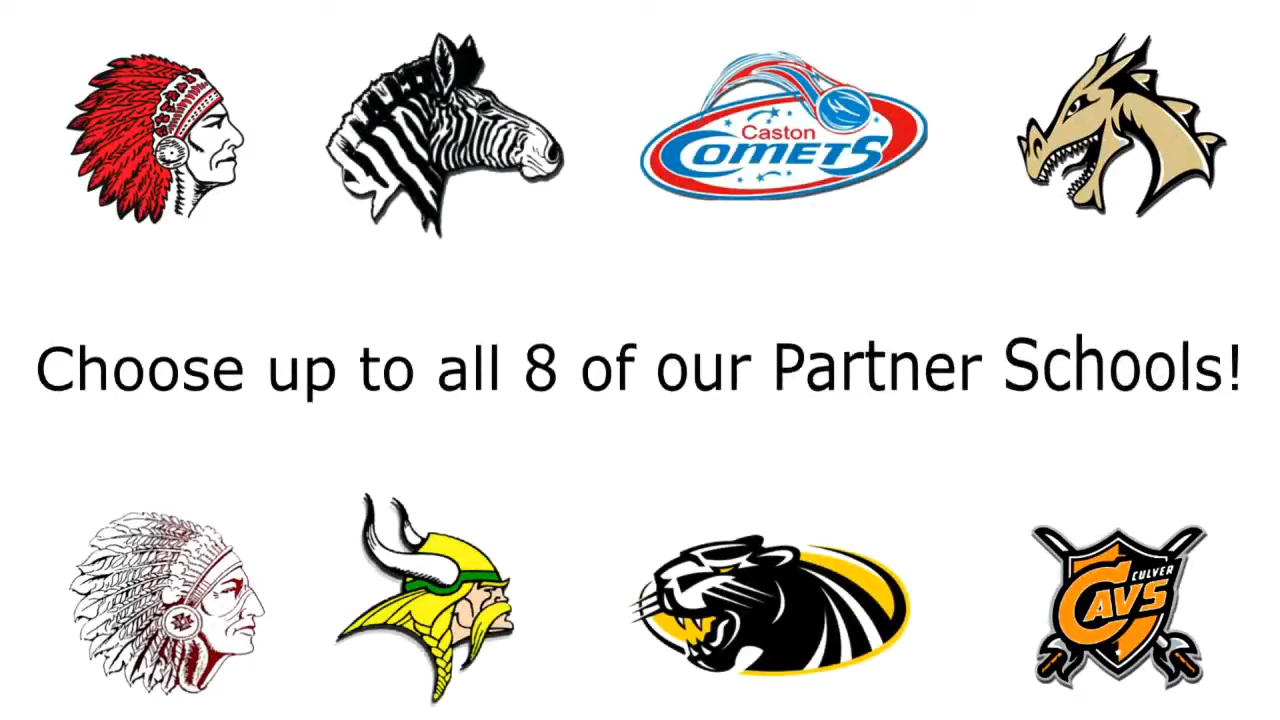 Caston
COMETS
Choose up to all 8 of our Partner Schools!
CULVER
CAVS